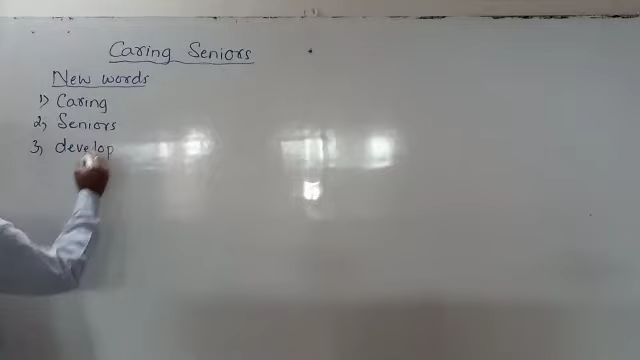 Caring Seniors
New words
1) Caring
2) Seniors
3) develop